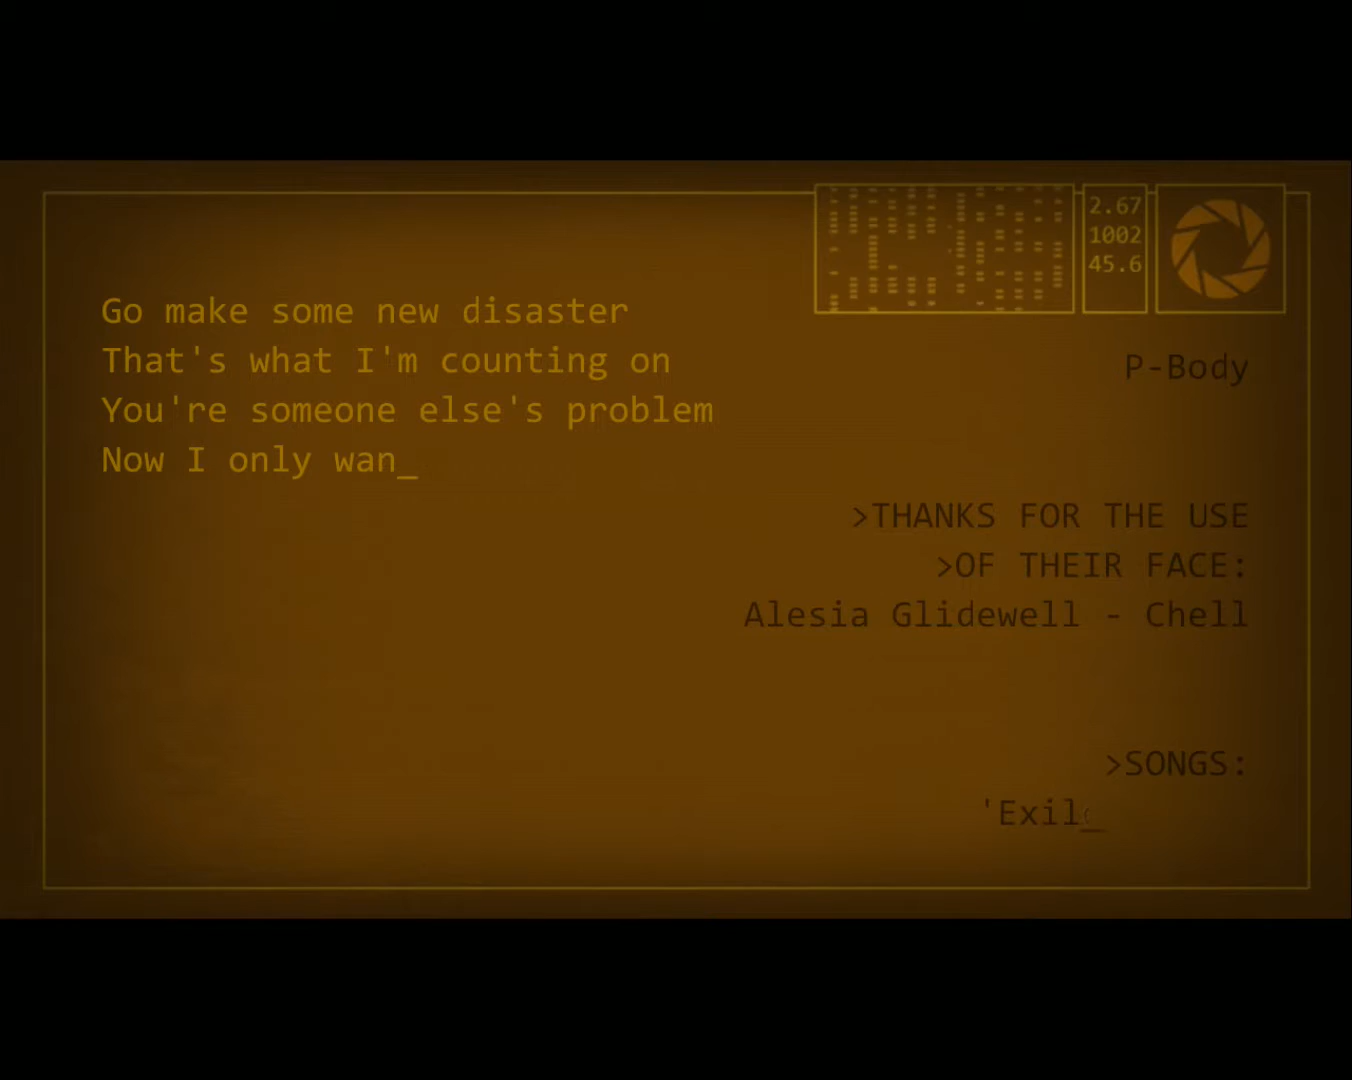 2.67
1002
45.6
Go make some new disaster
That's what I'm counting on
You're someone else's problem
Now I only wan_
P-Body
>THANKS FOR THE USE
>OF THEIR FACE:
Alesia Glidewell - Chell
>SONGS:
'Exil_